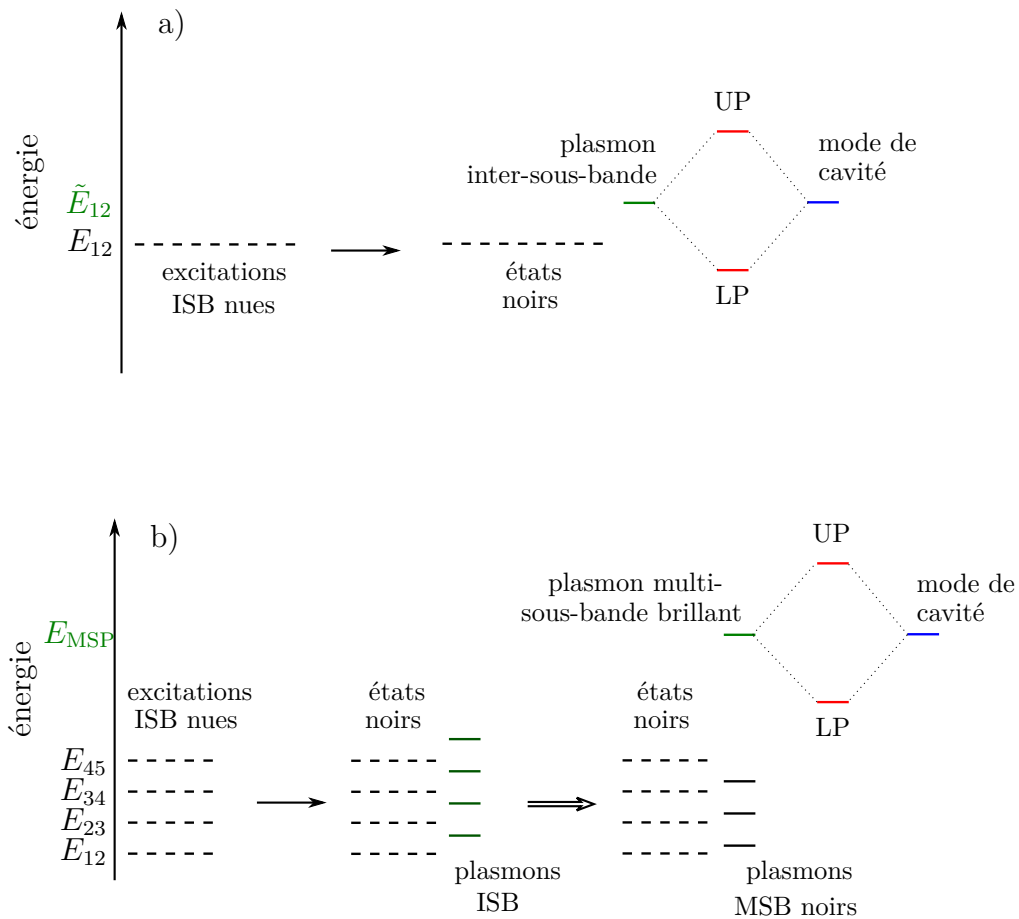 a)
énergie
UP
plasmon
inter-sous-bande
mode de
cavité
Ẽ₁₂
E₁₂
excitations
ISB nues
états
noirs
LP
b)
énergie
UP
plasmon multi-
sous-bande brillant
mode de
cavité
E_MSP
excitations
ISB nues
états
noirs
états
noirs
LP
E₄₅
E₃₄
E₂₃
E₁₂
plasmons
ISB
plasmons
MSB noirs